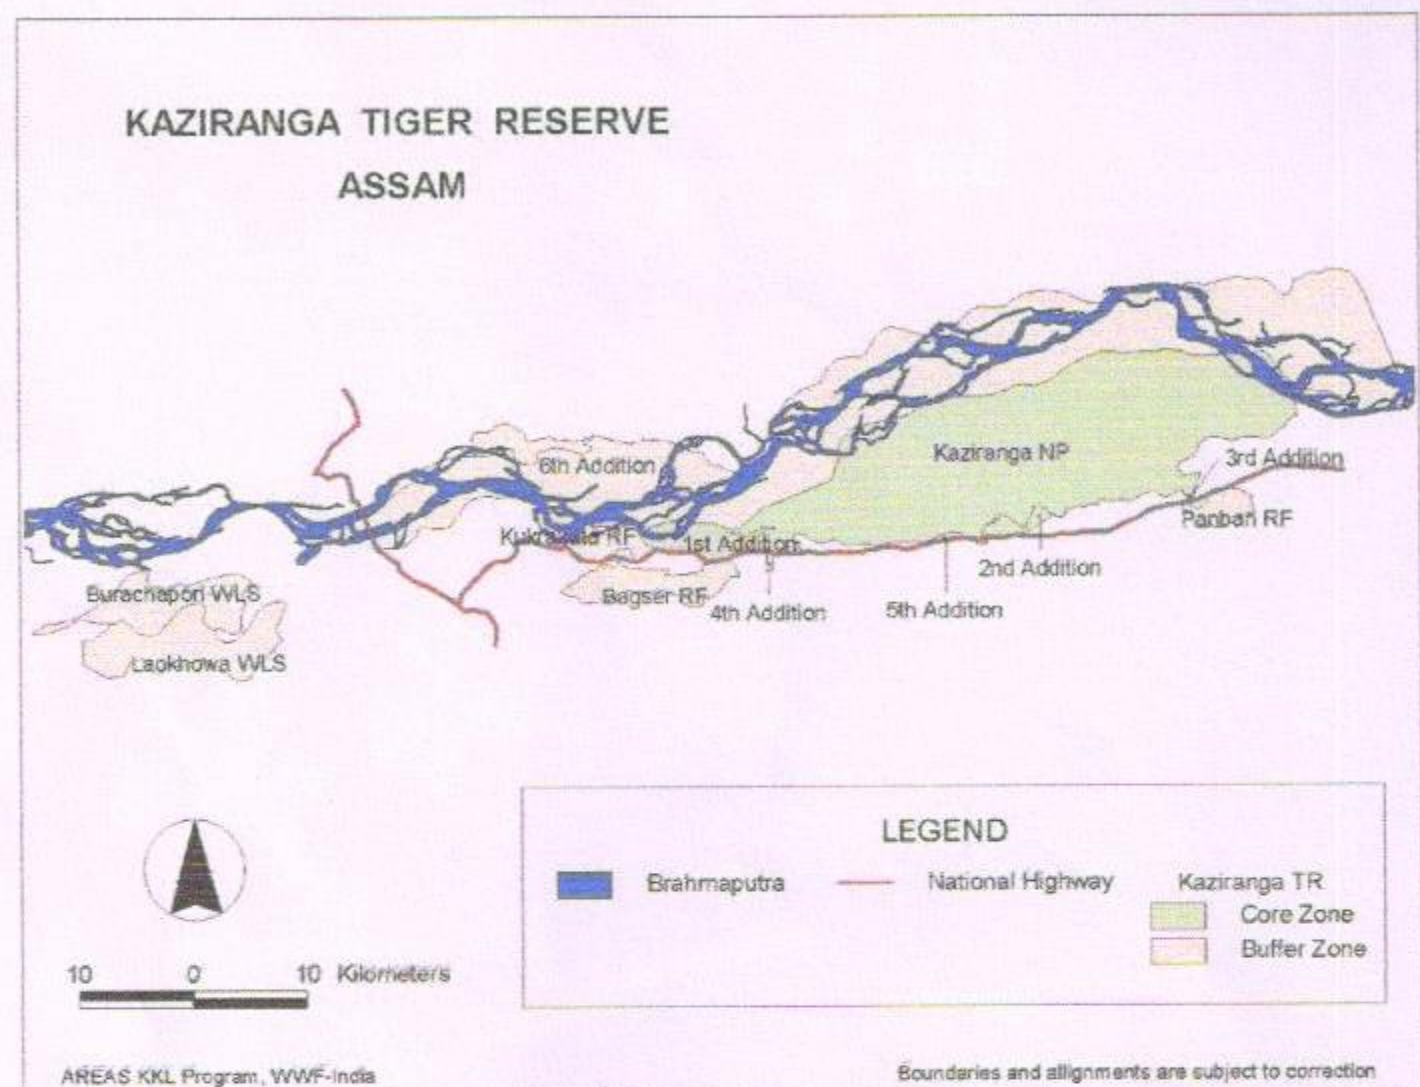 KAZIRANGA TIGER RESERVE
ASSAM
Kaziranga NP
3rd Addition
6th Addition
Panbari RF
RF
1st Addition
2nd Addition
Burachapori WLS
Bagser RF
4th Addition
5th Addition
Laokhowa WLS
LEGEND
Brahmaputra
National Highway
Kaziranga TR
Core Zone
Buffer Zone
10 0 10 Kilometers
AREAS KKL Program, WWF-India
Boundaries and allignments are subject to correction